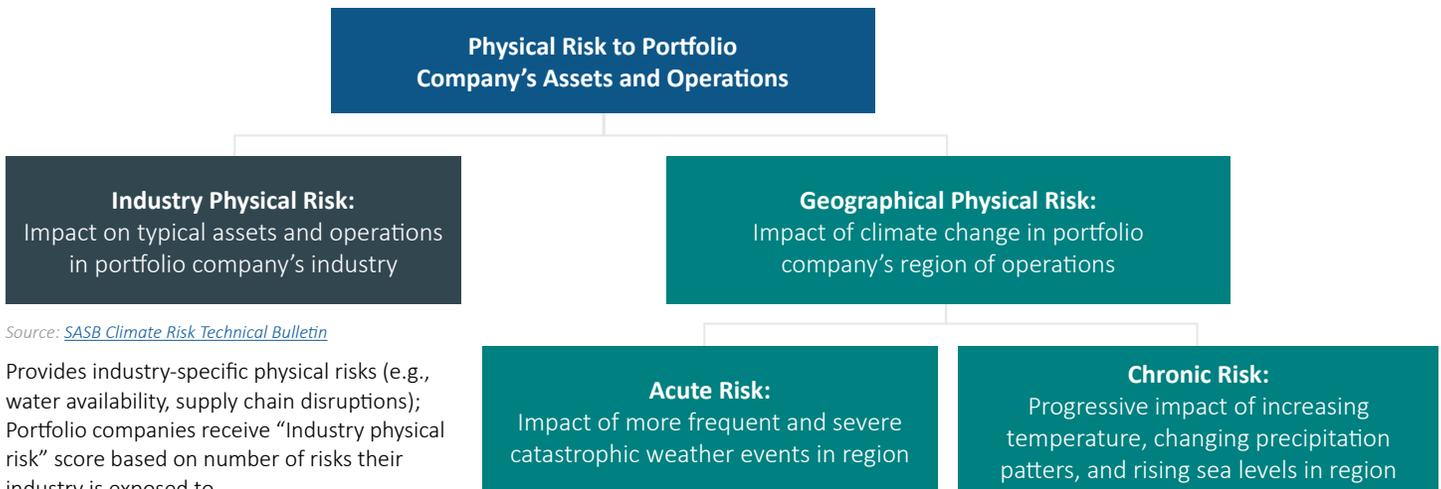 Physical Risk to Portfolio
Company’s Assets and Operations
Industry Physical Risk:
Impact on typical assets and operations
in portfolio company’s industry
Geographical Physical Risk:
Impact of climate change in portfolio
company’s region of operations
Source: SASB Climate Risk Technical Bulletin
Provides industry-specific physical risks (e.g.,
water availability, supply chain disruptions);
Portfolio companies receive “Industry physical
risk” score based on number of risks their
industry is exposed to
Acute Risk:
Impact of more frequent and severe
catastrophic weather events in region
Chronic Risk:
Progressive impact of increasing
temperature, changing precipitation
patters, and rising sea levels in region